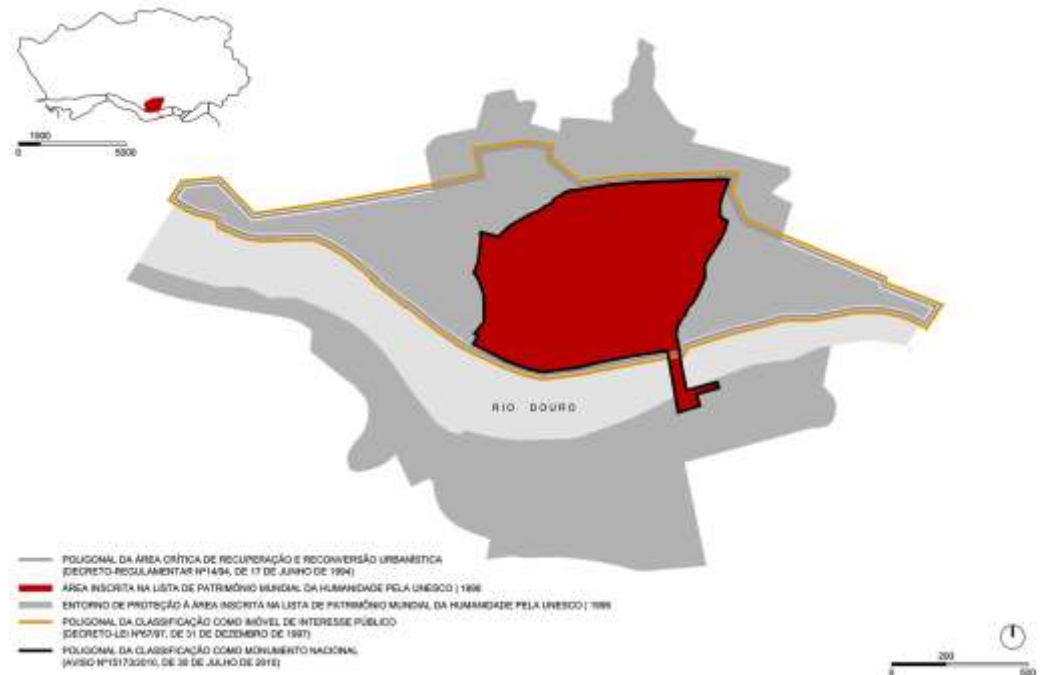 1000
5000
RIO DOURO
POLIGONAL DA ÁREA CRÍTICA DE RECUPERAÇÃO E RECONVERSÃO URBANÍSTICA
(DECRETO-REGULAMENTAR Nº14/94, DE 17 DE JUNHO DE 1994)
ÁREA INSCRITA NA LISTA DE PATRIMÓNIO MUNDIAL DA HUMANIDADE PELA UNESCO | 1996
ENTORNO DE PROTEÇÃO À ÁREA INSCRITA NA LISTA DE PATRIMÓNIO MUNDIAL DA HUMANIDADE PELA UNESCO | 1996
POLIGONAL DA CLASSIFICAÇÃO COMO IMÓVEL DE INTERESSE PÚBLICO
(DECRETO-LEI Nº67/97, DE 31 DE DEZEMBRO DE 1997)
POLIGONAL DA CLASSIFICAÇÃO COMO MONUMENTO NACIONAL
(AVISO Nº15173/2010, DE 30 DE JULHO DE 2010)
200
500